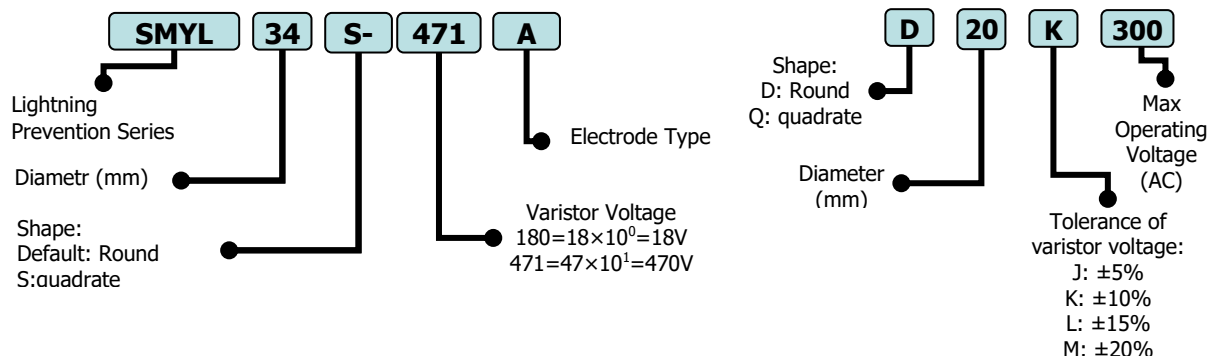 SMYL 34 S- 471 A
Lightning
Prevention Series
Diametr (mm)
Shape:
Default: Round
S:quadrate
Electrode Type
Varistor Voltage
180=18×10⁰=18V
471=47×10¹=470V
D 20 K 300
Shape:
D: Round
Q: quadrate
Diameter
(mm)
Max
Operating
Voltage
(AC)
Tolerance of
varistor voltage:
J: ±5%
K: ±10%
L: ±15%
M: ±20%